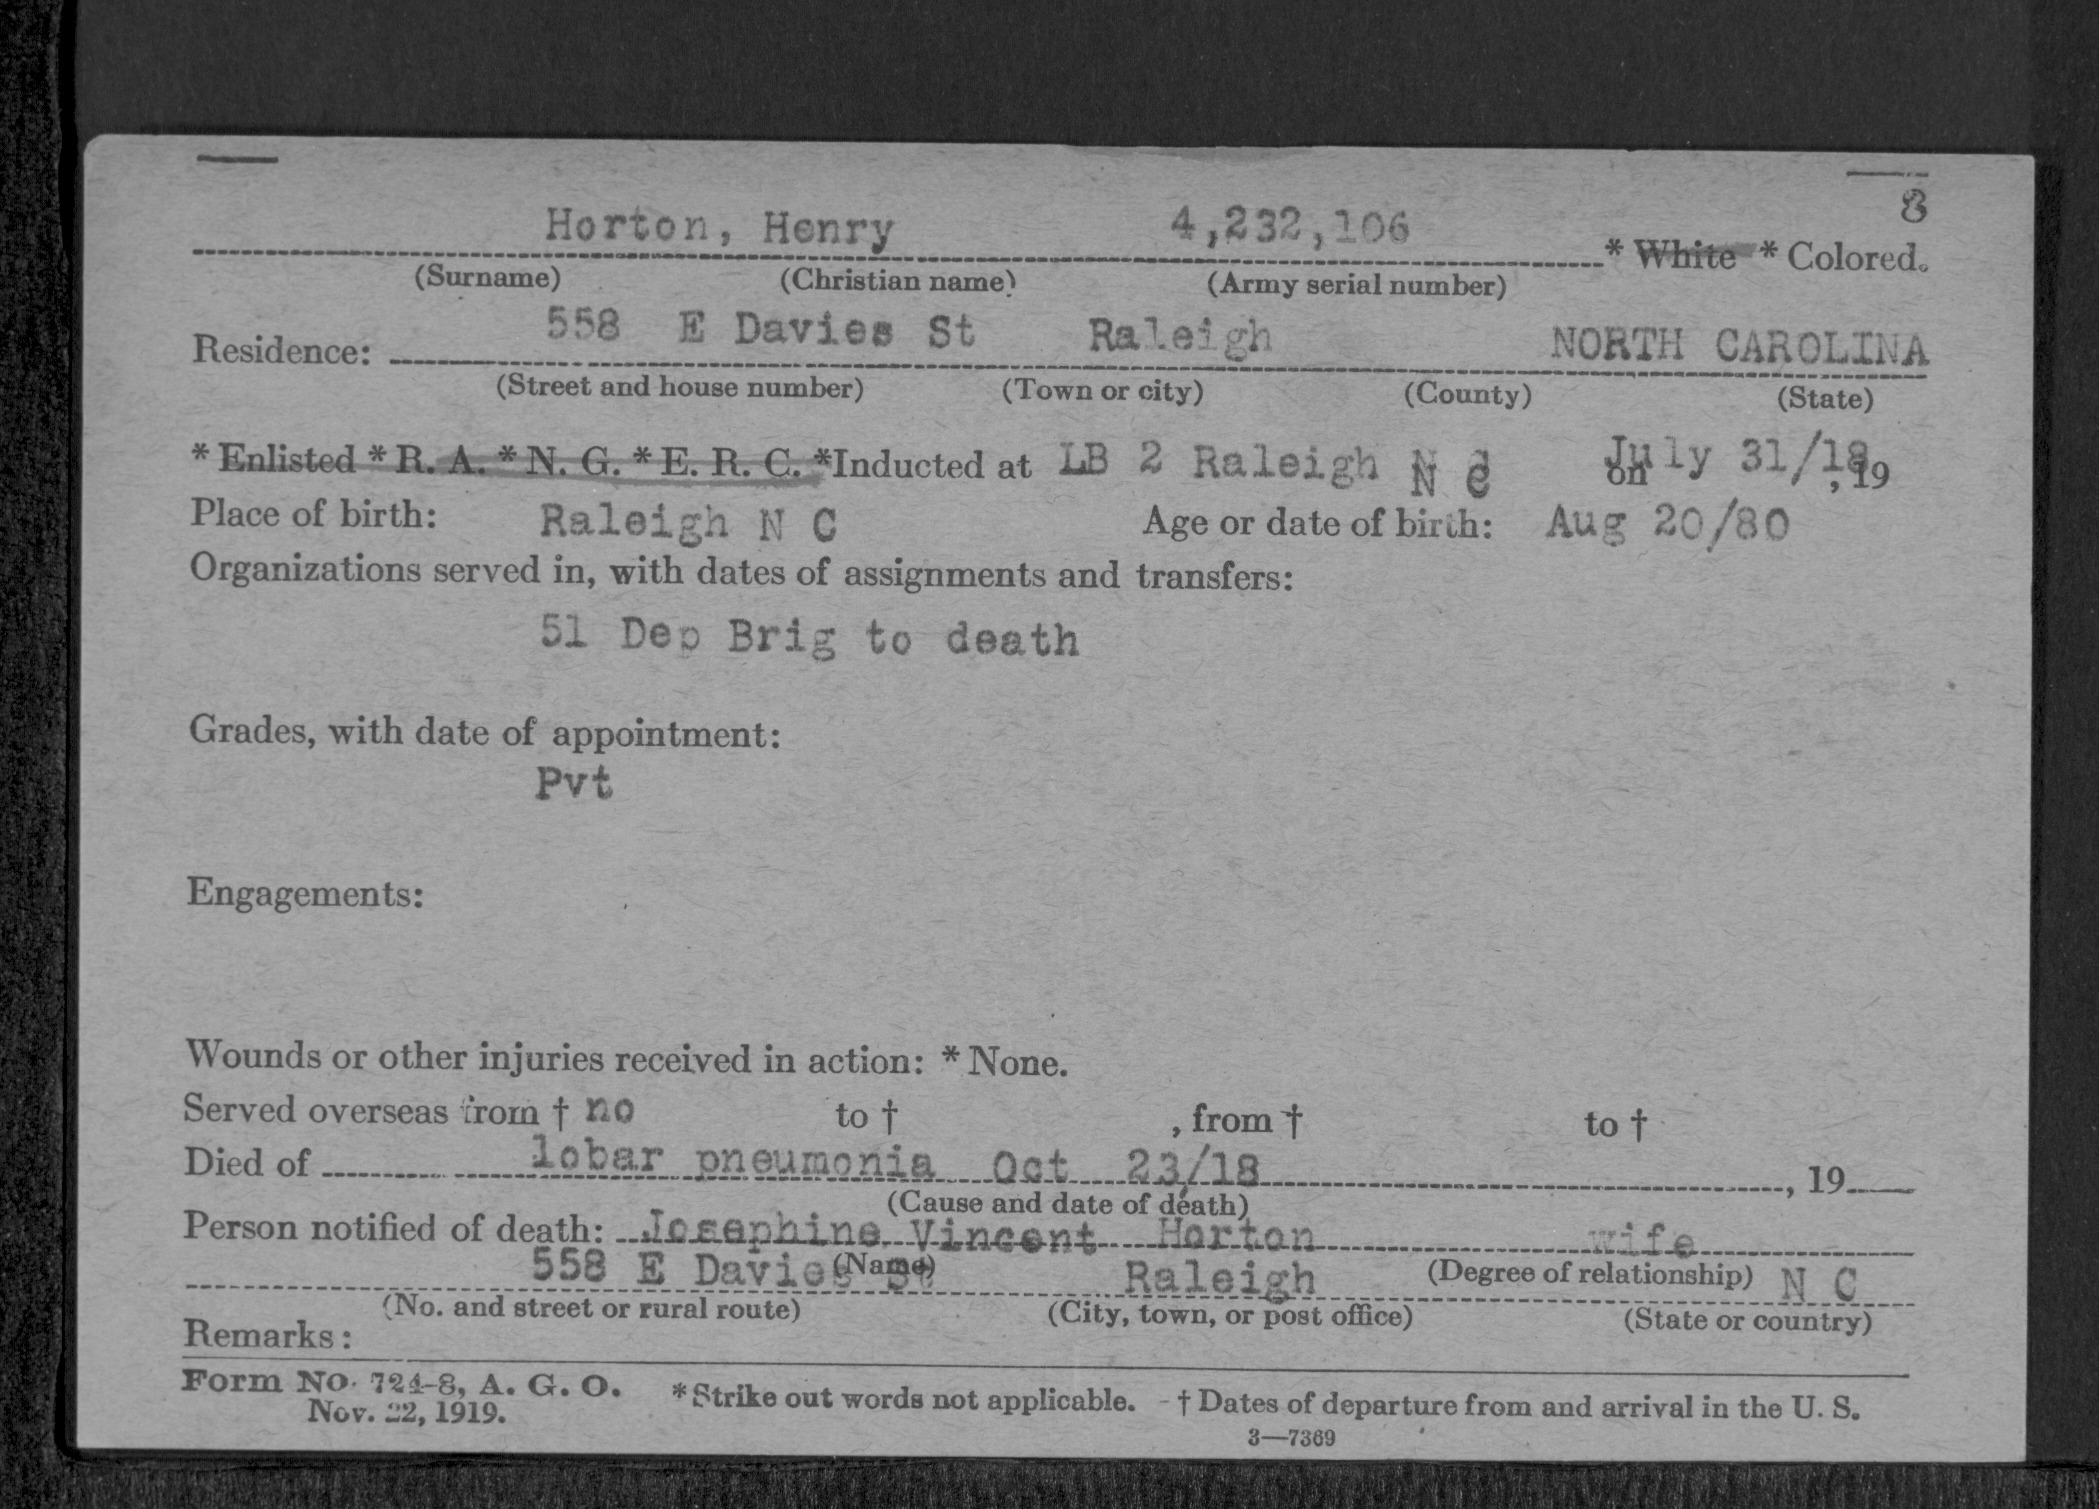 8
Horton, Henry 4,232,106 * White * Colored.
(Surname) (Christian name) (Army serial number)
Residence: 558 E Davies St Raleigh NORTH CAROLINA
(Street and house number) (Town or city) (County) (State)
* Enlisted * R. A. * N. G. * E. R. C. *Inducted at LB 2 Raleigh N C on July 31/18, 19
Place of birth: Raleigh N C Age or date of birth: Aug 20/80
Organizations served in, with dates of assignments and transfers:
51 Dep Brig to death
Grades, with date of appointment:
Pvt
Engagements:
Wounds or other injuries received in action: * None.
Served overseas from † no to † , from † to †
Died of lobar pneumonia Oct 23/18 , 19
(Cause and date of death)
Person notified of death: Josephine Vincent Horton wife
(Name) (Degree of relationship)
558 E Davies St Raleigh N C
(No. and street or rural route) (City, town, or post office) (State or country)
Remarks:
Form No. 724-8, A. G. O. * Strike out words not applicable. † Dates of departure from and arrival in the U. S.
Nov. 22, 1919.
3—7369